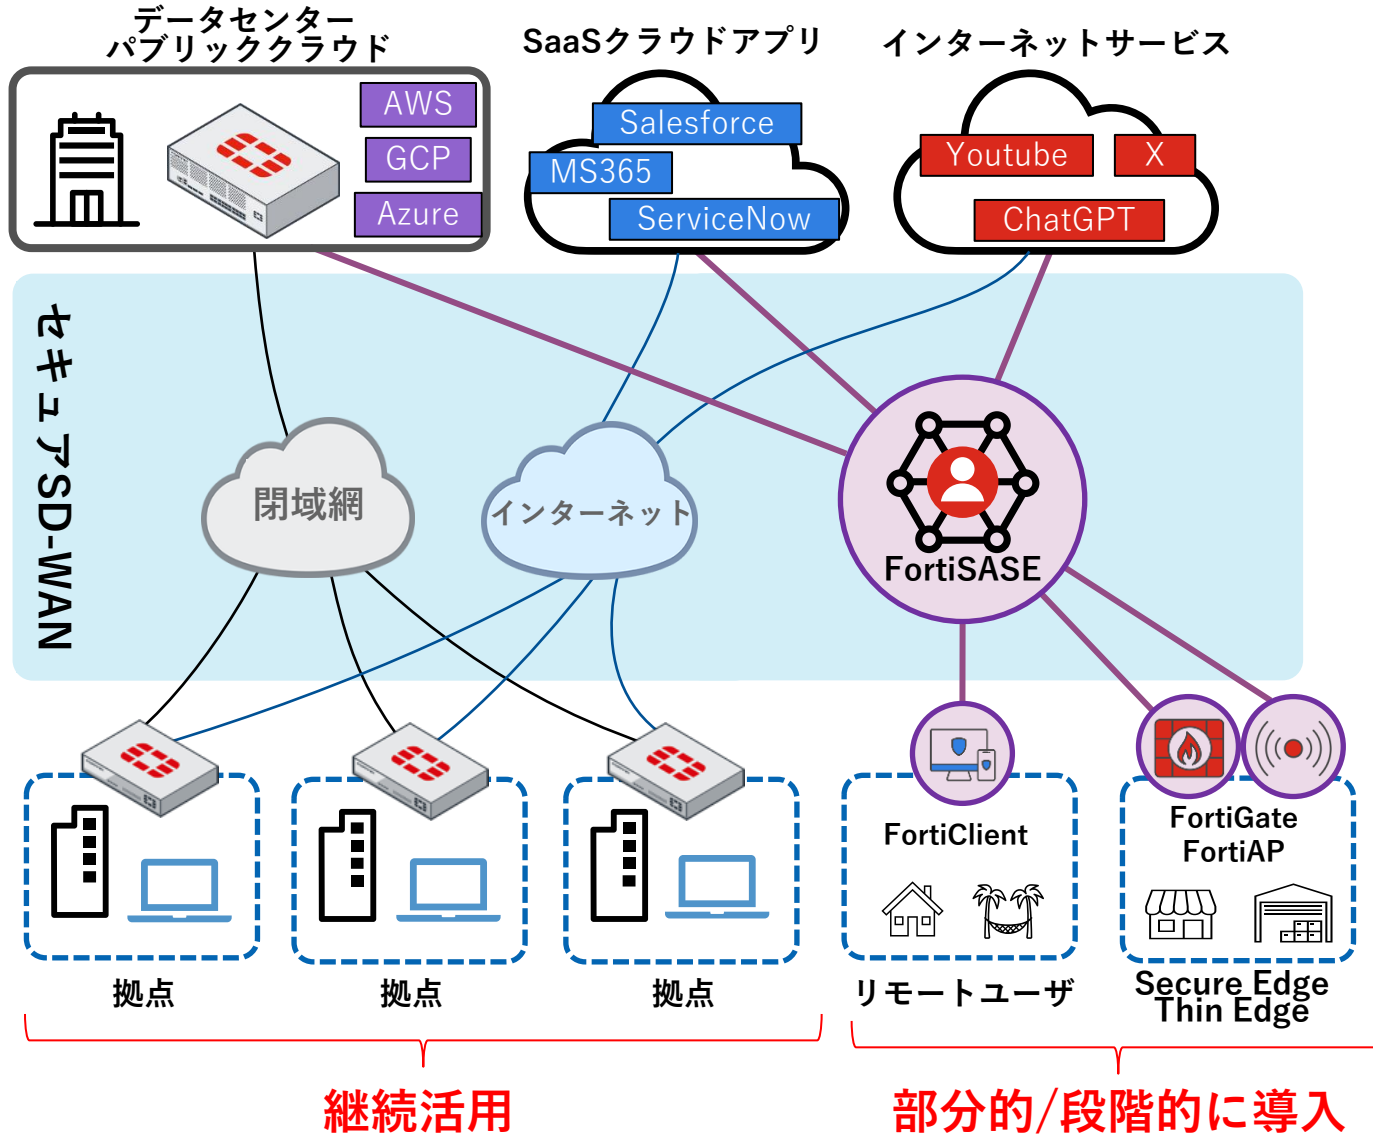 データセンター
パブリッククラウド
SaaSクラウドアプリ
インターネットサービス
AWS
GCP
Azure
Salesforce
MS365
ServiceNow
Youtube
X
ChatGPT
セキュアSD-WAN
閉域網
インターネット
FortiSASE
FortiClient
FortiGate
FortiAP
拠点
拠点
拠点
リモートユーザ
Secure Edge
Thin Edge
継続活用
部分的/段階的に導入